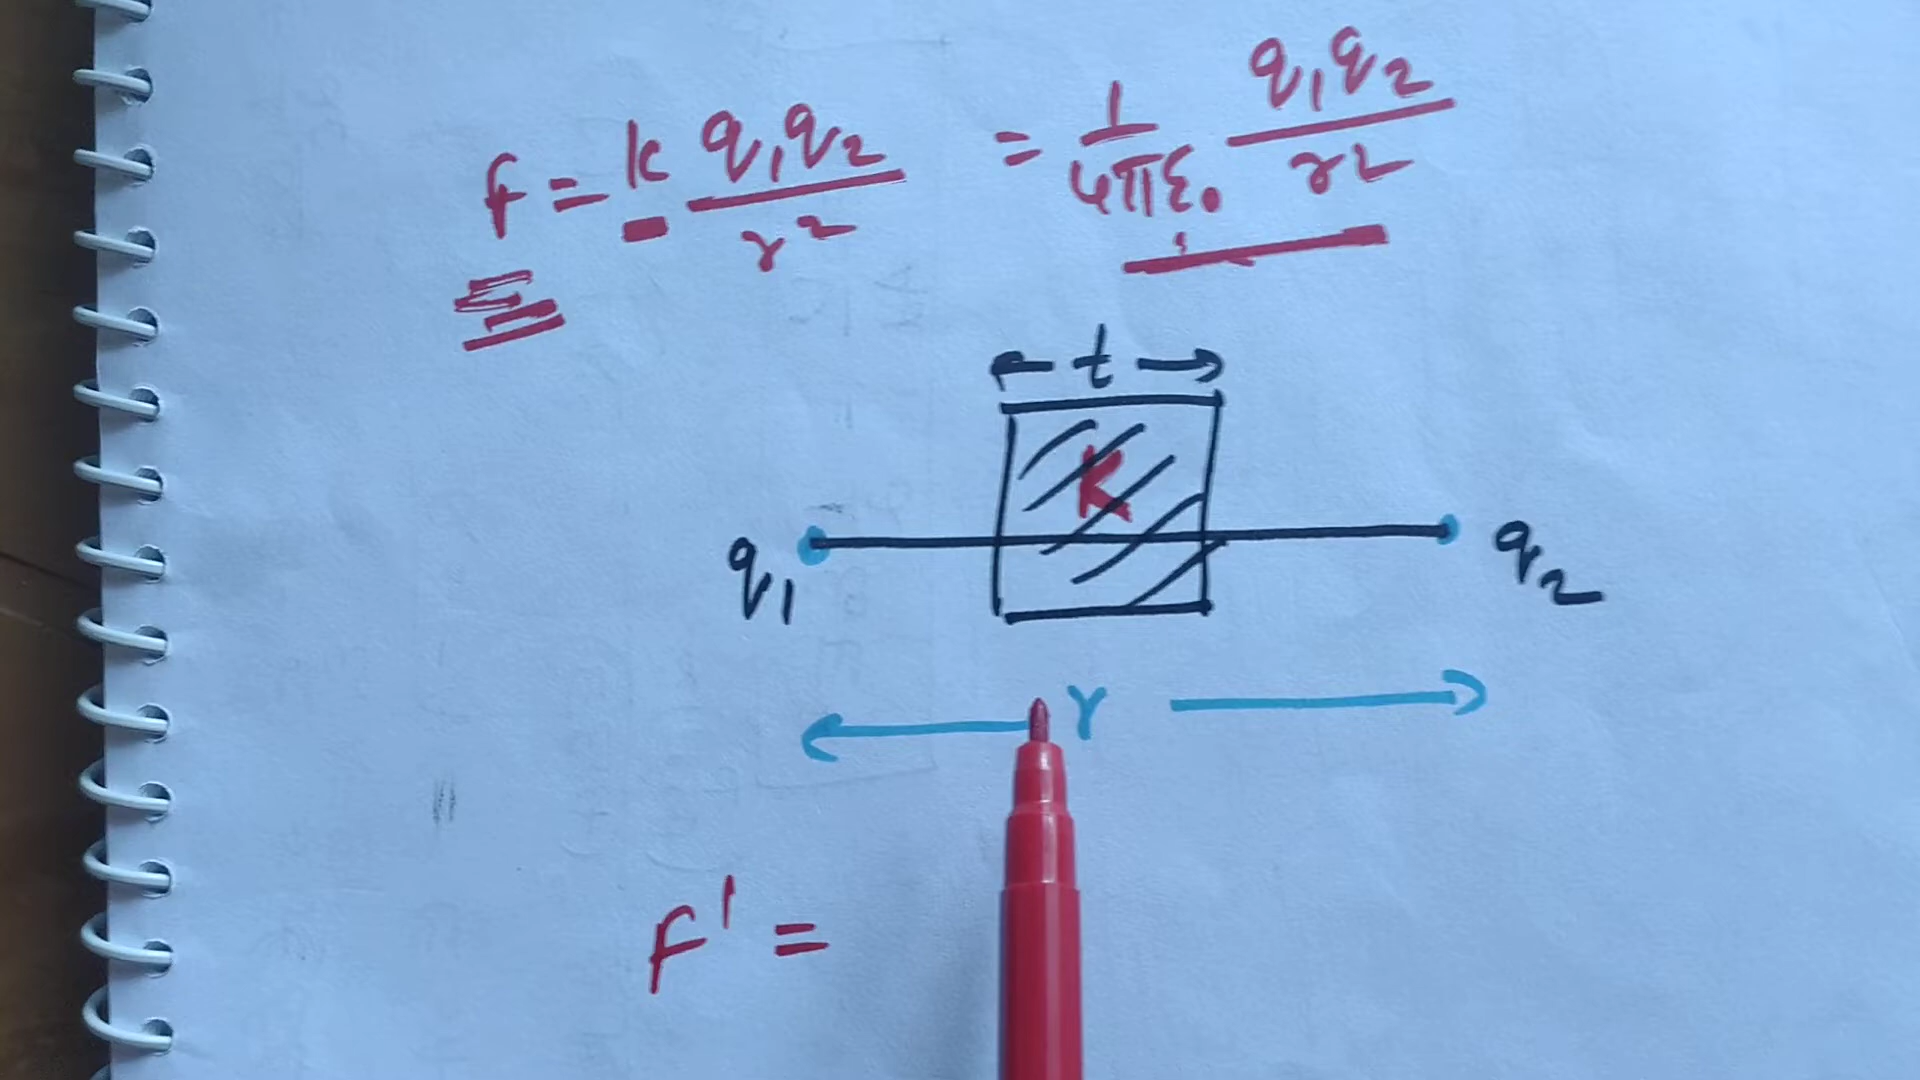 F = k q₁q₂ / r² = 1 / 4πε₀ q₁q₂ / r²
t
K
q₁ q₂
r
F' =